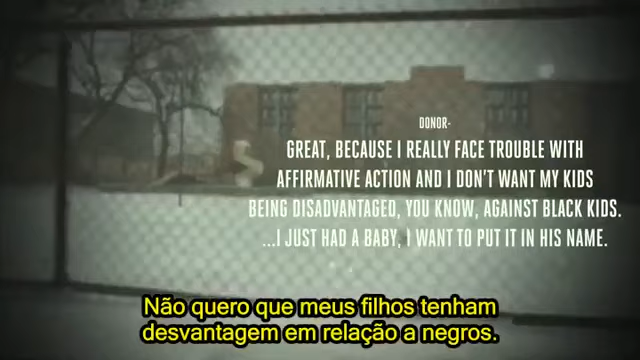 DONOR-
GREAT, BECAUSE I REALLY FACE TROUBLE WITH
AFFIRMATIVE ACTION AND I DON'T WANT MY KIDS
BEING DISADVANTAGED, YOU KNOW, AGAINST BLACK KIDS.
...I JUST HAD A BABY, I WANT TO PUT IT IN HIS NAME.
Não quero que meus filhos tenham
desvantagem em relação a negros.